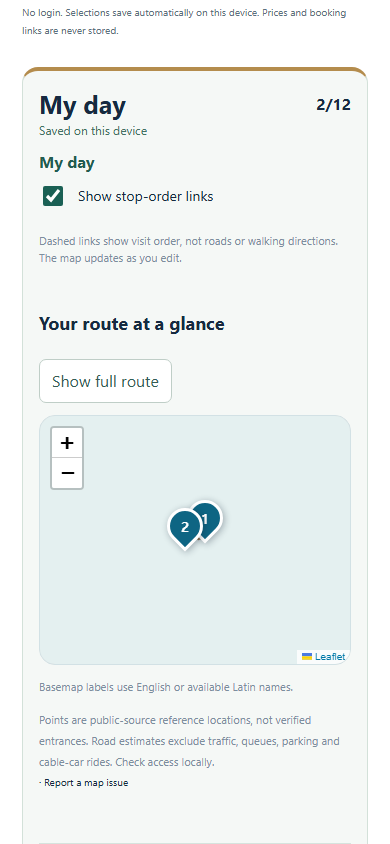 No login. Selections save automatically on this device. Prices and booking
links are never stored.
My day
2/12
Saved on this device
My day
Show stop-order links
Dashed links show visit order, not roads or walking directions.
The map updates as you edit.
Your route at a glance
Show full route
+
−
1
2
Leaflet
Basemap labels use English or available Latin names.
Points are public-source reference locations, not verified
entrances. Road estimates exclude traffic, queues, parking and
cable-car rides. Check access locally.
· Report a map issue